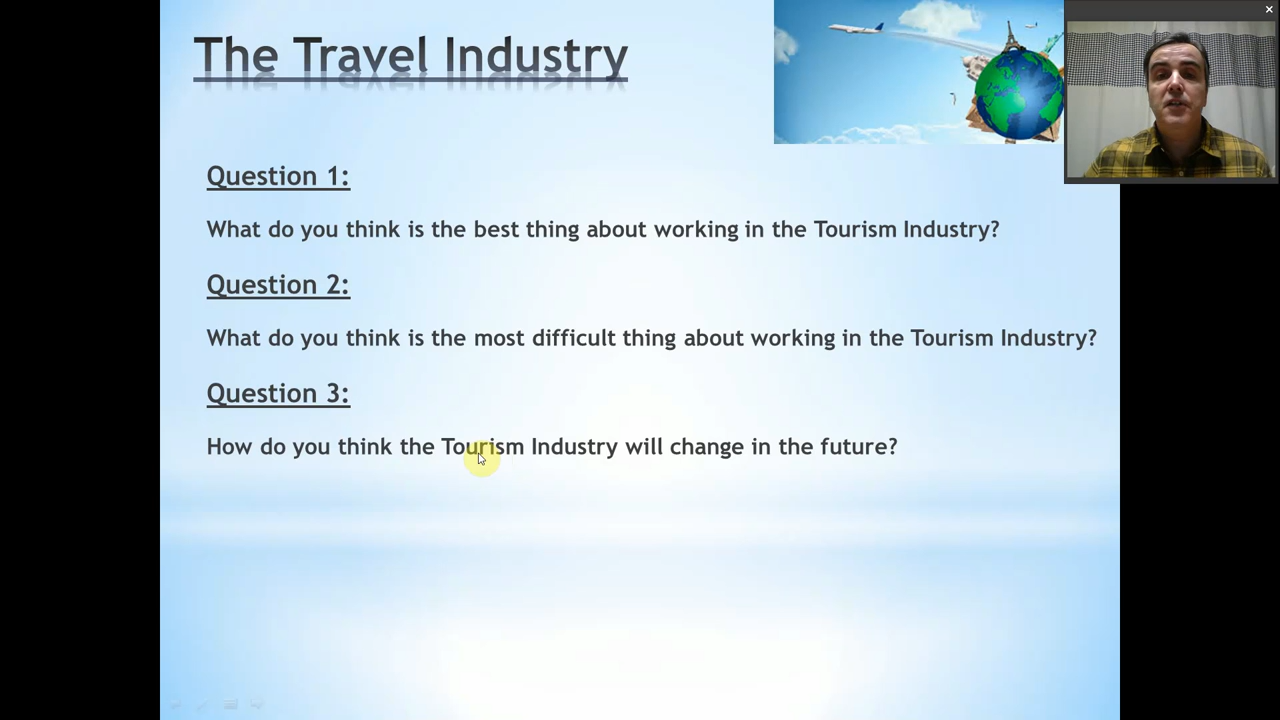 The Travel Industry
Question 1:
What do you think is the best thing about working in the Tourism Industry?
Question 2:
What do you think is the most difficult thing about working in the Tourism Industry?
Question 3:
How do you think the Tourism Industry will change in the future?